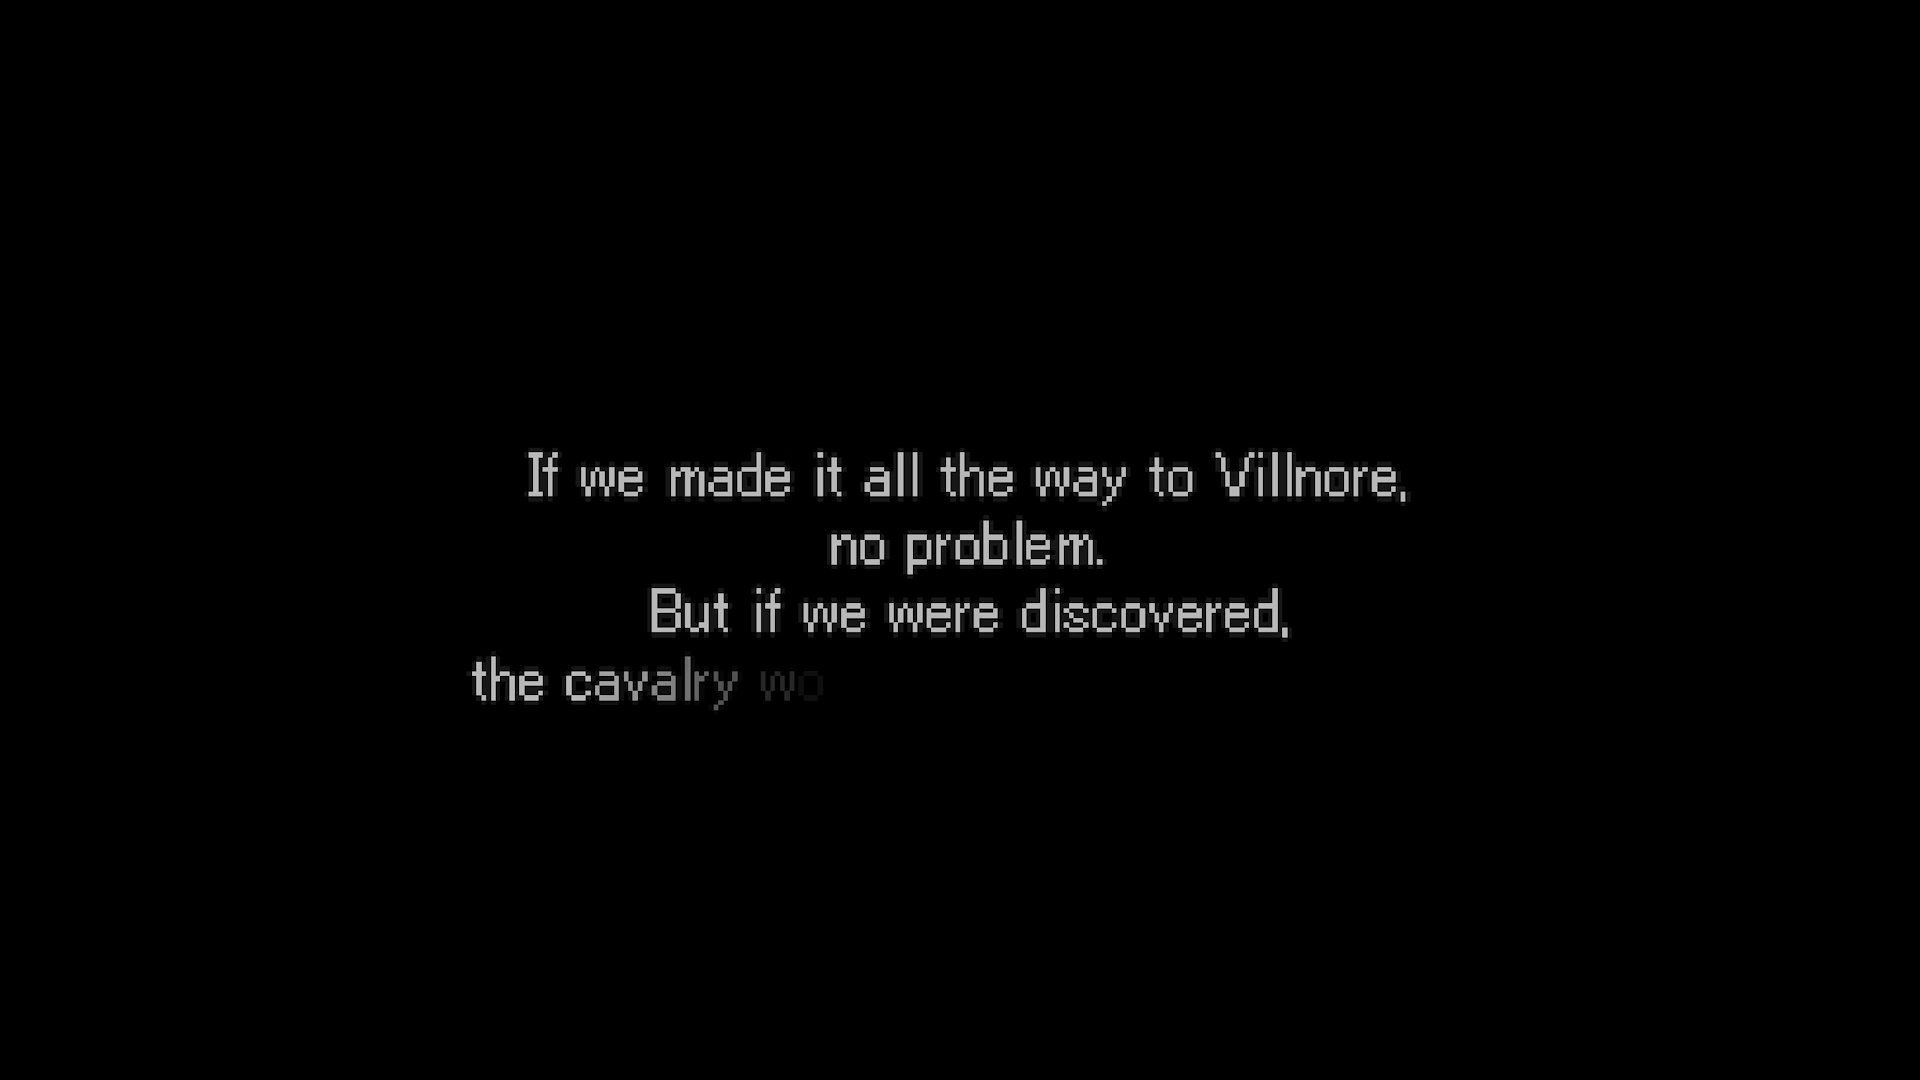 If we made it all the way to Villnore,
no problem.
But if we were discovered,
the cavalry wo